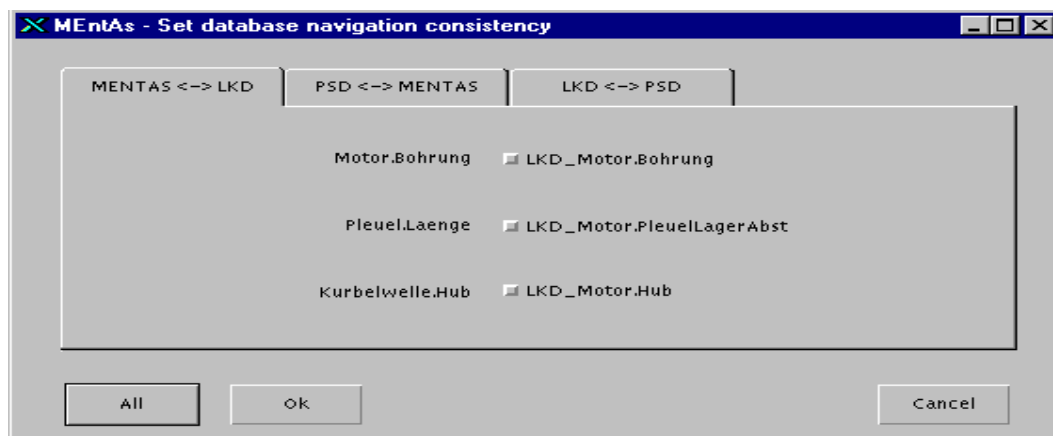 MEntAs - Set database navigation consistency
MENTAS <-> LKD PSD <-> MENTAS LKD <-> PSD
Motor.Bohrung LKD_Motor.Bohrung
Pleuel.Laenge LKD_Motor.PleuelLagerAbst
Kurbelwelle.Hub LKD_Motor.Hub
All Ok Cancel